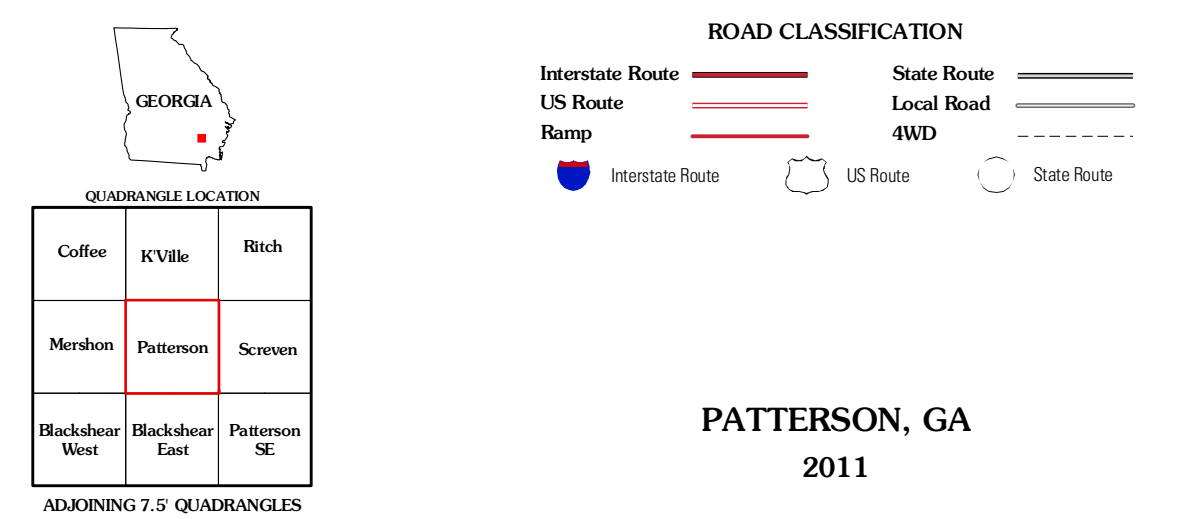 GEORGIA
QUADRANGLE LOCATION
Coffee
K'Ville
Ritch
Mershon
Patterson
Screven
Blackshear
West
Blackshear
East
Patterson
SE
ADJOINING 7.5' QUADRANGLES
ROAD CLASSIFICATION
Interstate Route
State Route
US Route
Local Road
Ramp
4WD
Interstate Route
US Route
State Route
PATTERSON, GA
2011